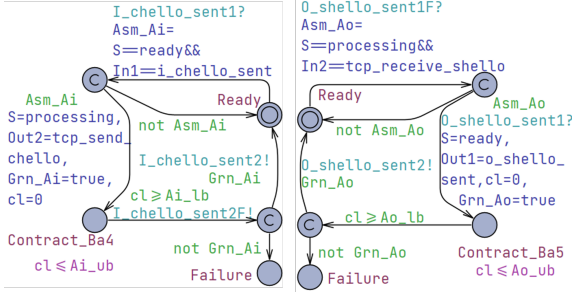 I_chello_sent1?
Asm_Ai=
S==ready&&
In1==i_chello_sent
C
Ready
Asm_Ai
not Asm_Ai
S=processing,
Out2=tcp_send_
chello,
Grn_Ai=true,
cl=0
I_chello_sent2!
Grn_Ai
cl≥Ai_lb
I_chello_sent2F!
C
Contract_Ba4
cl≤Ai_ub
not Grn_Ai
Failure
O_shello_sent1F?
Asm_Ao=
S==processing&&
In2==tcp_receive_shello
C
Ready
Asm_Ao
not Asm_Ao
O_shello_sent1?
S=ready,
Out1=o_shello_
sent,cl=0,
Grn_Ao=true
O_shello_sent2!
Grn_Ao
cl≥Ao_lb
C
not Grn_Ao
Contract_Ba5
cl≤Ao_ub
Failure